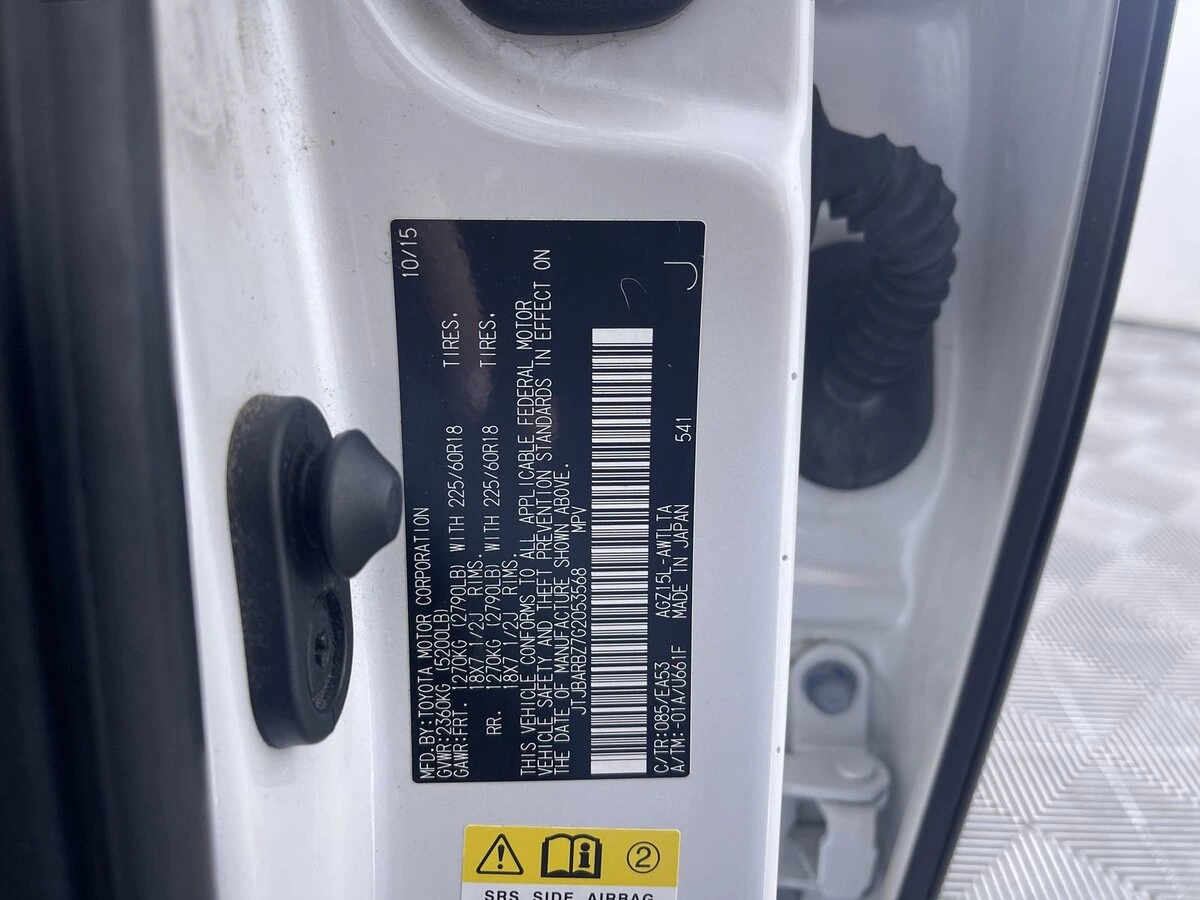 MFD.BY:TOYOTA MOTOR CORPORATION 10/15
GVWR:2360KG (5200LB)
GAWR:FRT. 1270KG (2790LB) WITH 225/60R18 TIRES.
18X7 1/2J RIMS.
RR. 1270KG (2790LB) WITH 225/60R18 TIRES.
18X7 1/2J RIMS.
THIS VEHICLE CONFORMS TO ALL APPLICABLE FEDERAL MOTOR
VEHICLE SAFETY AND THEFT PREVENTION STANDARDS IN EFFECT ON
THE DATE OF MANUFACTURE SHOWN ABOVE.
JTJBARBZ7G2053568 MPV
C/TR:085/EA53 AGZ15L-AWTLTA
A/TM:-01A/U661F MADE IN JAPAN 541
J
2
SRS SIDE AIRBAG